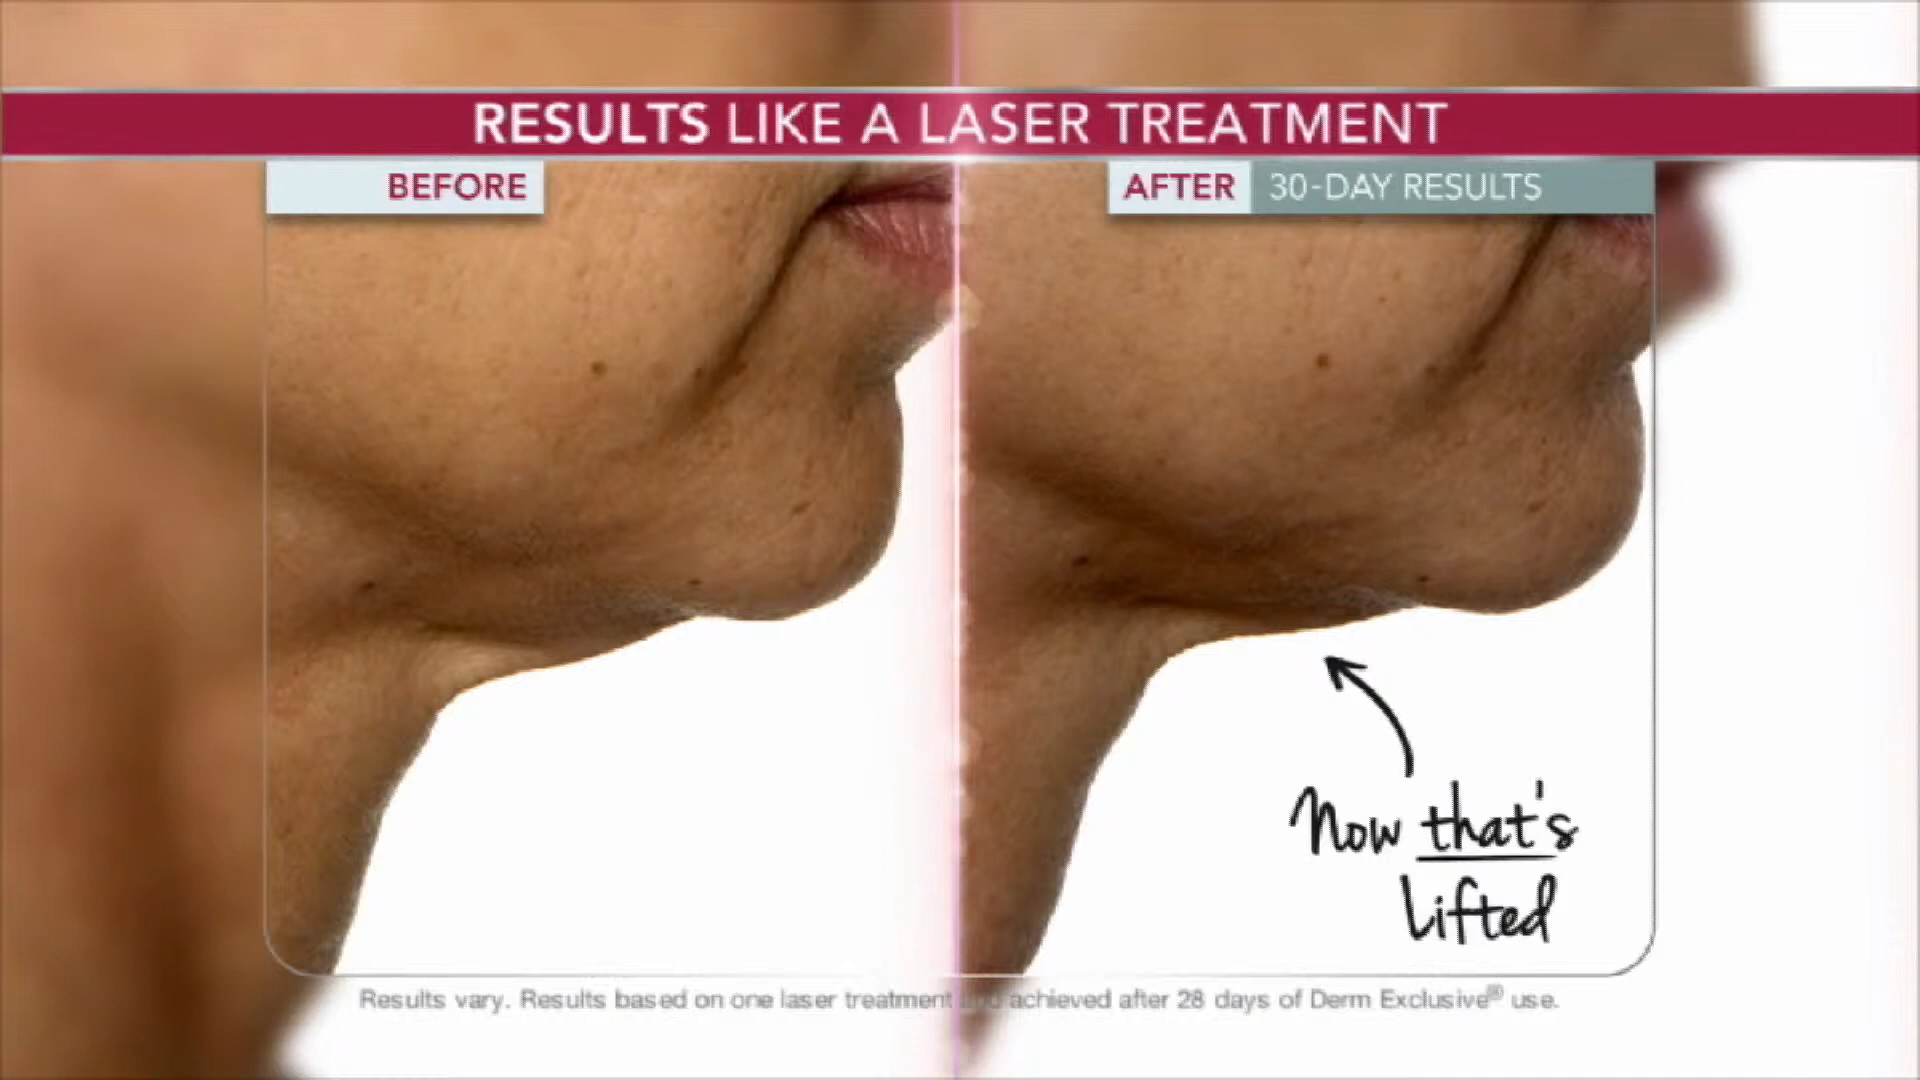 RESULTS LIKE A LASER TREATMENT
BEFORE
AFTER 30-DAY RESULTS
Now that's
Lifted
Results vary. Results based on one laser treatment and achieved after 28 days of Derm Exclusive® use.